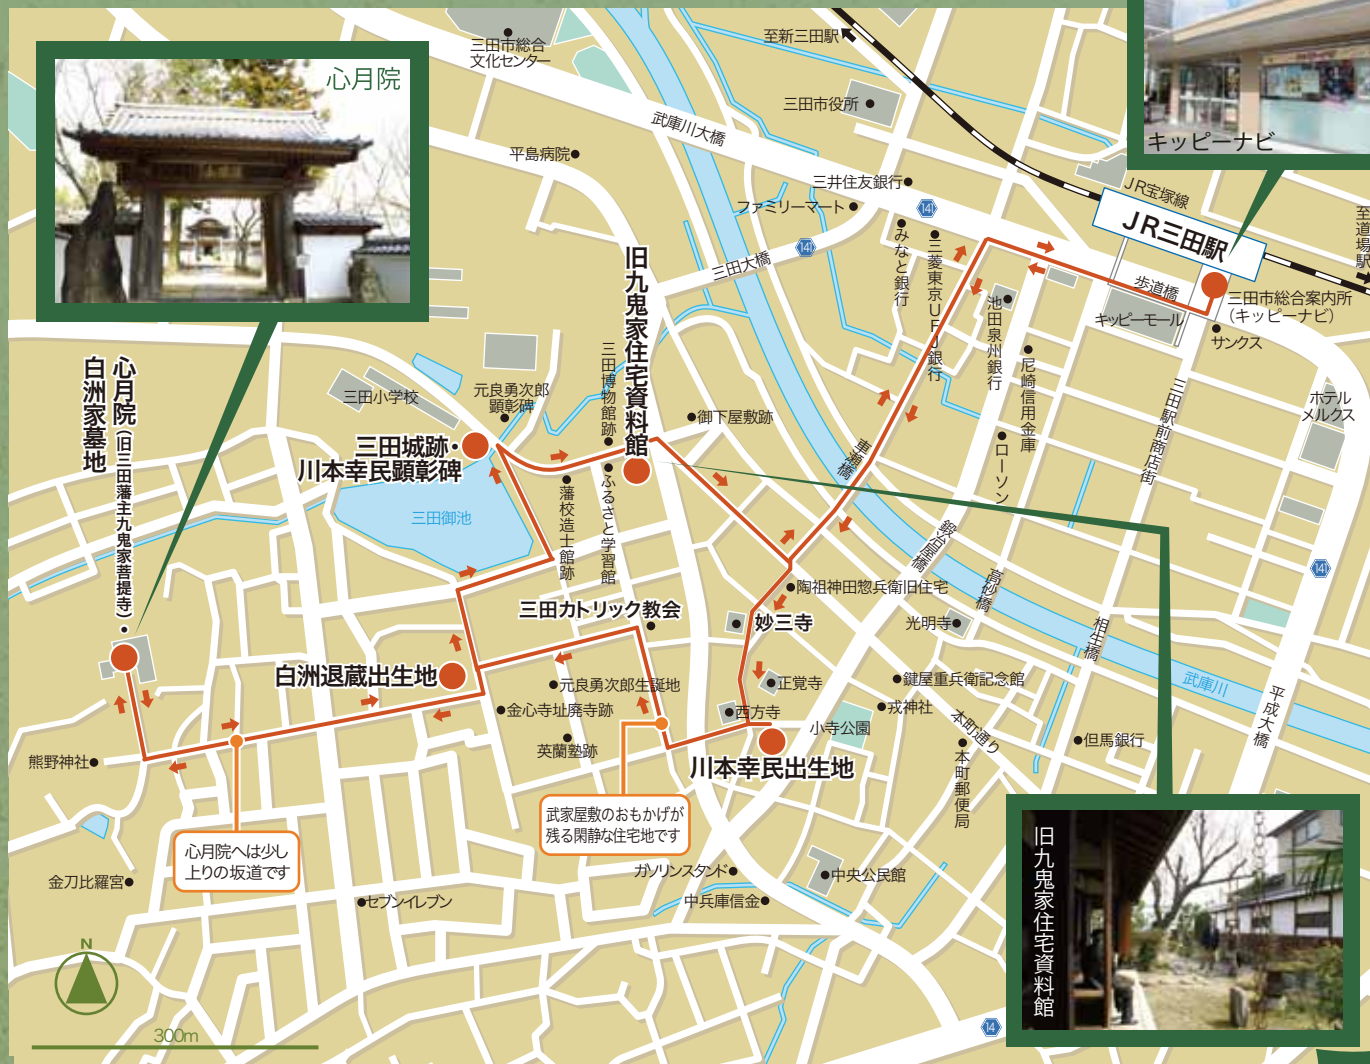 心月院
三田市総合
文化センター
至新三田駅
三田市役所
キッピーナビ
武庫川大橋
平島病院
三井住友銀行
ファミリーマート
141
JR宝塚線
JR三田駅
至道場駅
みなと銀行
三菱東京UFJ銀行
三田大橋
141
歩道橋
三田市総合案内所
(キッピーナビ)
キッピーモール
サンクス
池田泉州銀行
尼崎信用金庫
旧九鬼家住宅資料館
三田博物館跡
三田小学校
元良勇次郎
顕彰碑
御下屋敷跡
三田駅前商店街
ホテル
メルクス
心月院(旧三田藩主九鬼家菩提寺)・
白洲家墓地
三田城跡・
川本幸民顕彰碑
車瀬橋
ローソン
三田御池
藩校造士館跡
ふるさと学習館
鍛冶屋橋
高砂橋
相生橋
141
陶祖神田惣兵衛旧住宅
三田カトリック教会
妙三寺
光明寺
白洲退蔵出生地
元良勇次郎生誕地
正覚寺
鍵屋重兵衛記念館
武庫川
平成大橋
金心寺址廃寺跡
西方寺
戎神社
小寺公園
本町通り
英蘭塾跡
但馬銀行
熊野神社
川本幸民出生地
本町郵便局
武家屋敷のおもかげが
残る閑静な住宅地です
心月院へは少し
上りの坂道です
旧九鬼家住宅資料館
金刀比羅宮
ガソリンスタンド
中央公民館
セブンイレブン
中兵庫信金
N
300m
14